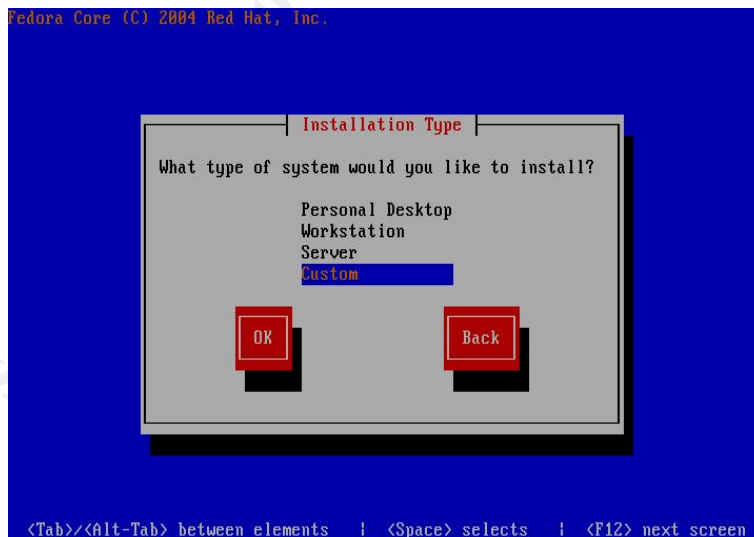 Fedora Core (C) 2004 Red Hat, Inc.
Installation Type
What type of system would you like to install?
Personal Desktop
Workstation
Server
Custom
OK Back
<Tab>/<Alt-Tab> between elements | <Space> selects | <F12> next screen